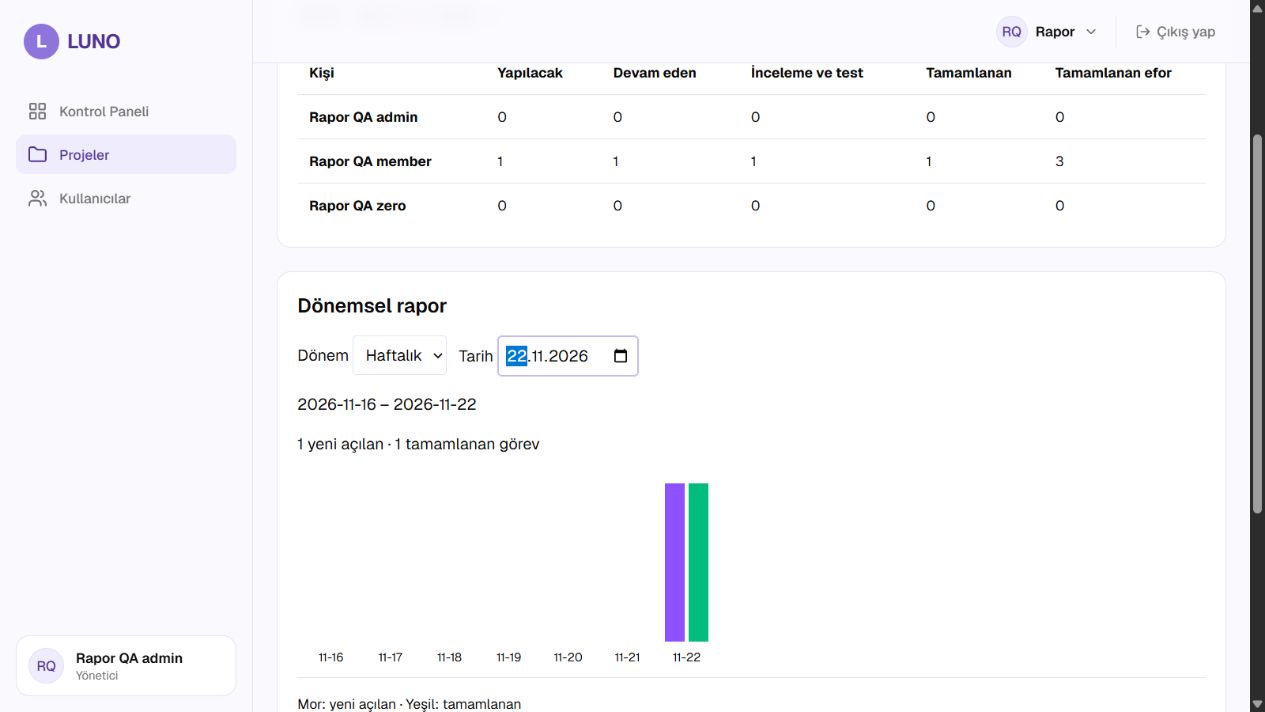 L LUNO
RQ Rapor
Çıkış yap
Kontrol Paneli
Projeler
Kullanıcılar
Kişi Yapılacak Devam eden İnceleme ve test Tamamlanan Tamamlanan efor
Rapor QA admin 0 0 0 0 0
Rapor QA member 1 1 1 1 3
Rapor QA zero 0 0 0 0 0
Dönemsel rapor
Dönem Haftalık Tarih 22.11.2026
2026-11-16 – 2026-11-22
1 yeni açılan · 1 tamamlanan görev
11-16 11-17 11-18 11-19 11-20 11-21 11-22
Mor: yeni açılan · Yeşil: tamamlanan
RQ Rapor QA admin
Yönetici